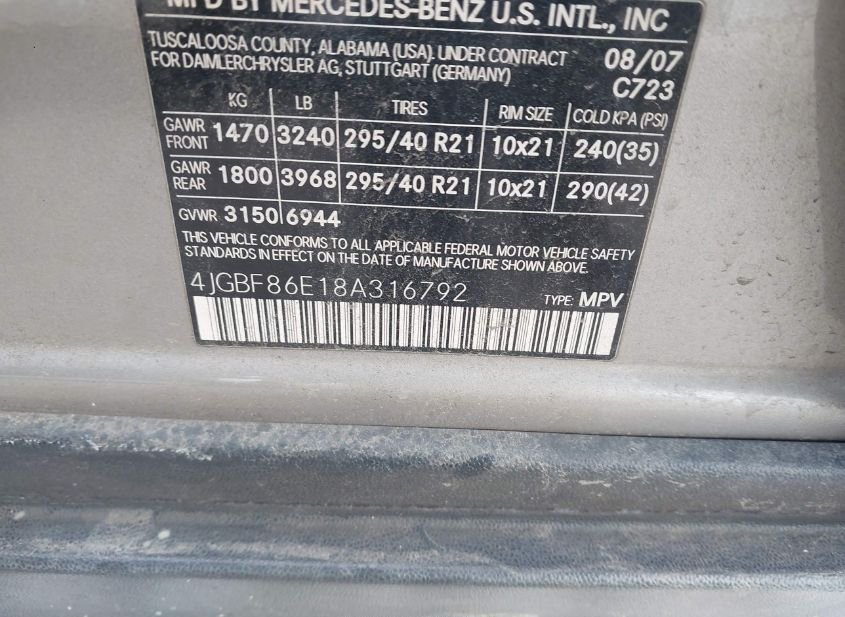 MFD BY MERCEDES-BENZ U.S. INTL., INC
TUSCALOOSA COUNTY, ALABAMA (USA). UNDER CONTRACT 08/07
FOR DAIMLERCHRYSLER AG, STUTTGART (GERMANY) C723
KG LB TIRES RIM SIZE COLD KPA (PSI)
GAWR FRONT 1470 3240 295/40 R21 10x21 240(35)
GAWR REAR 1800 3968 295/40 R21 10x21 290(42)
GVWR 3150 6944
THIS VEHICLE CONFORMS TO ALL APPLICABLE FEDERAL MOTOR VEHICLE SAFETY
STANDARDS IN EFFECT ON THE DATE OF MANUFACTURE SHOWN ABOVE.
4JGBF86E18A316792 TYPE: MPV